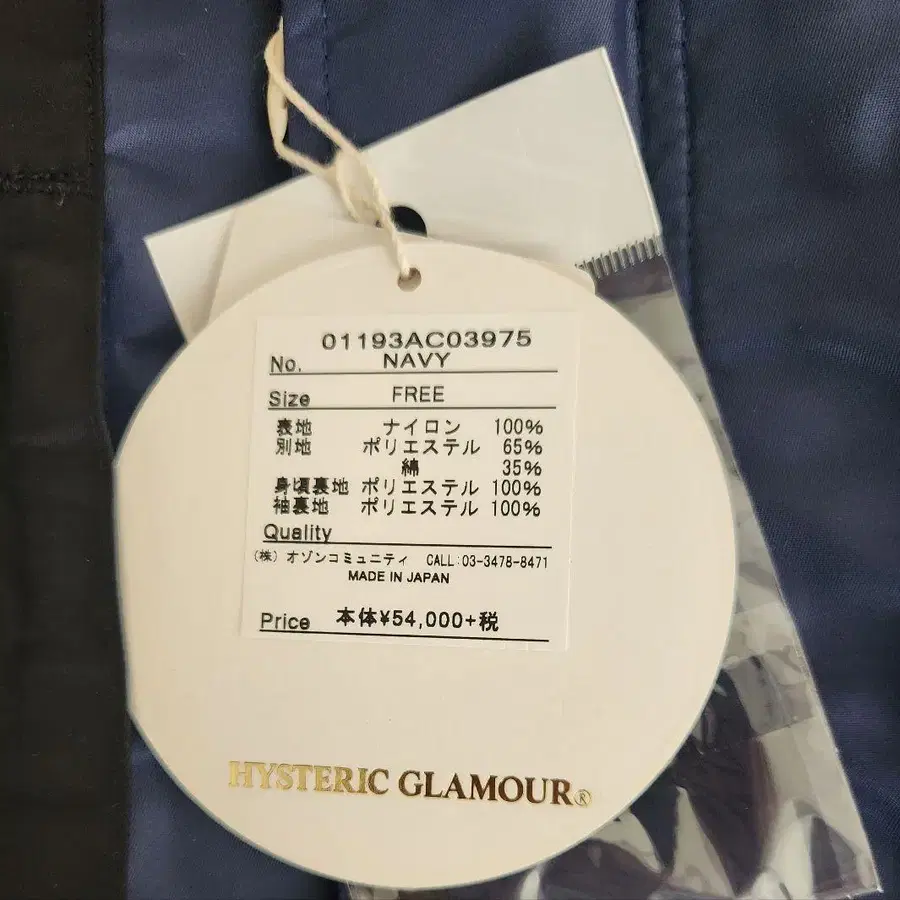 01193AC03975
No. NAVY
Size FREE
表地 ナイロン 100%
別地 ポリエステル 65%
綿 35%
身頃裏地 ポリエステル 100%
袖裏地 ポリエステル 100%
Quality
(株) オゾンコミュニティ CALL:03-3478-8471
MADE IN JAPAN
Price 本体¥54,000+税
HYSTERIC GLAMOUR®